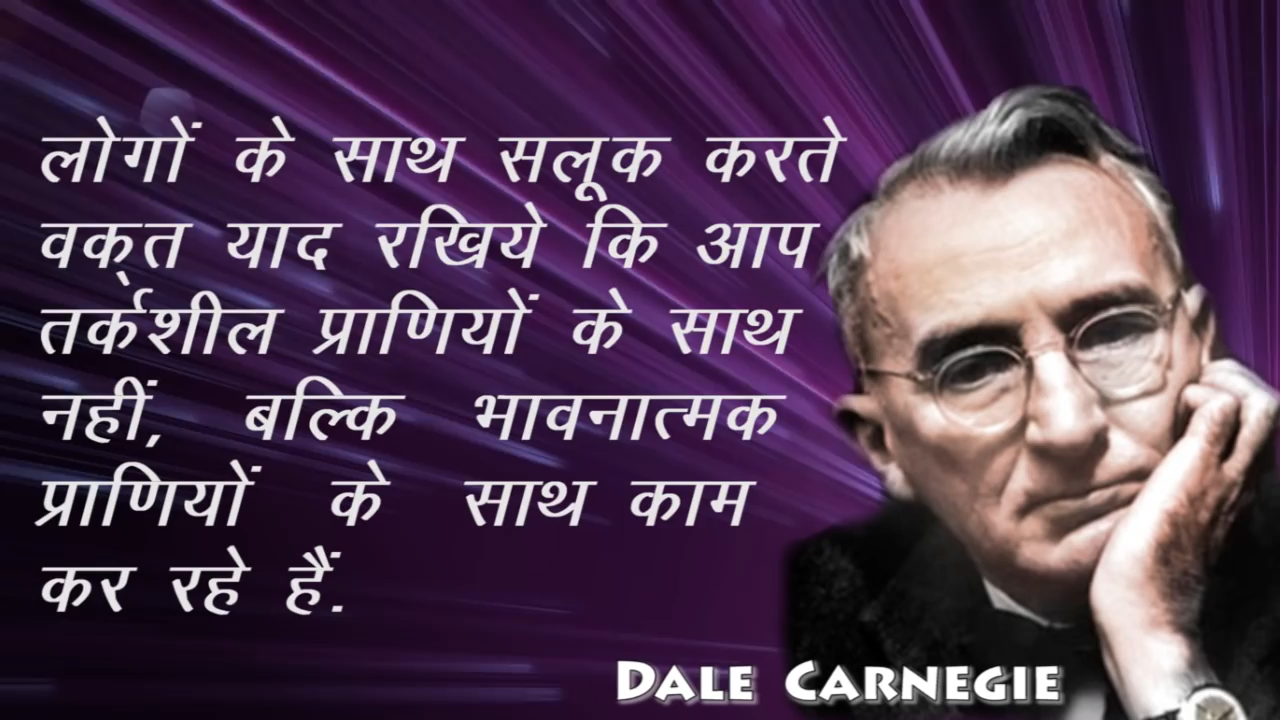 लोगों के साथ सलूक करते
वक्त याद रखिये कि आप
तर्कशील प्राणियों के साथ
नहीं, बल्कि भावनात्मक
प्राणियों के साथ काम
कर रहे हैं.
DALE CARNEGIE